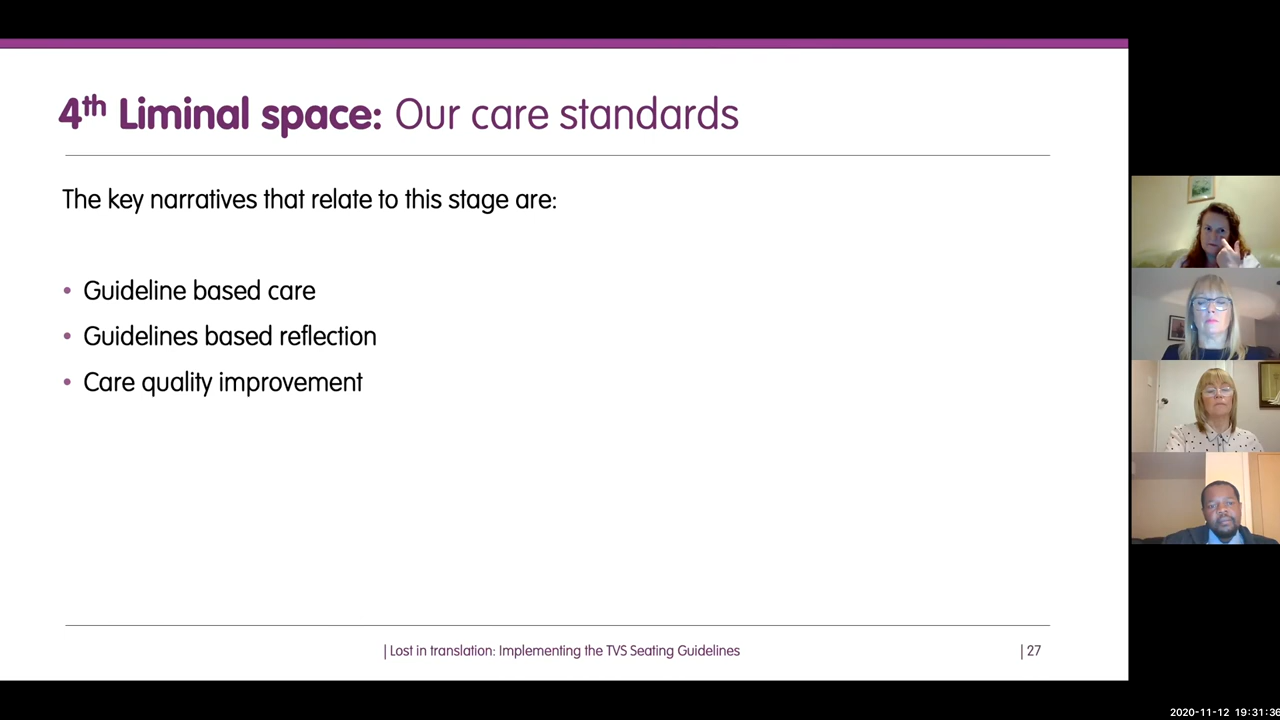 4th Liminal space: Our care standards
The key narratives that relate to this stage are:
• Guideline based care
• Guidelines based reflection
• Care quality improvement
| Lost in translation: Implementing the TVS Seating Guidelines
| 27
2020-11-12 19:31:36